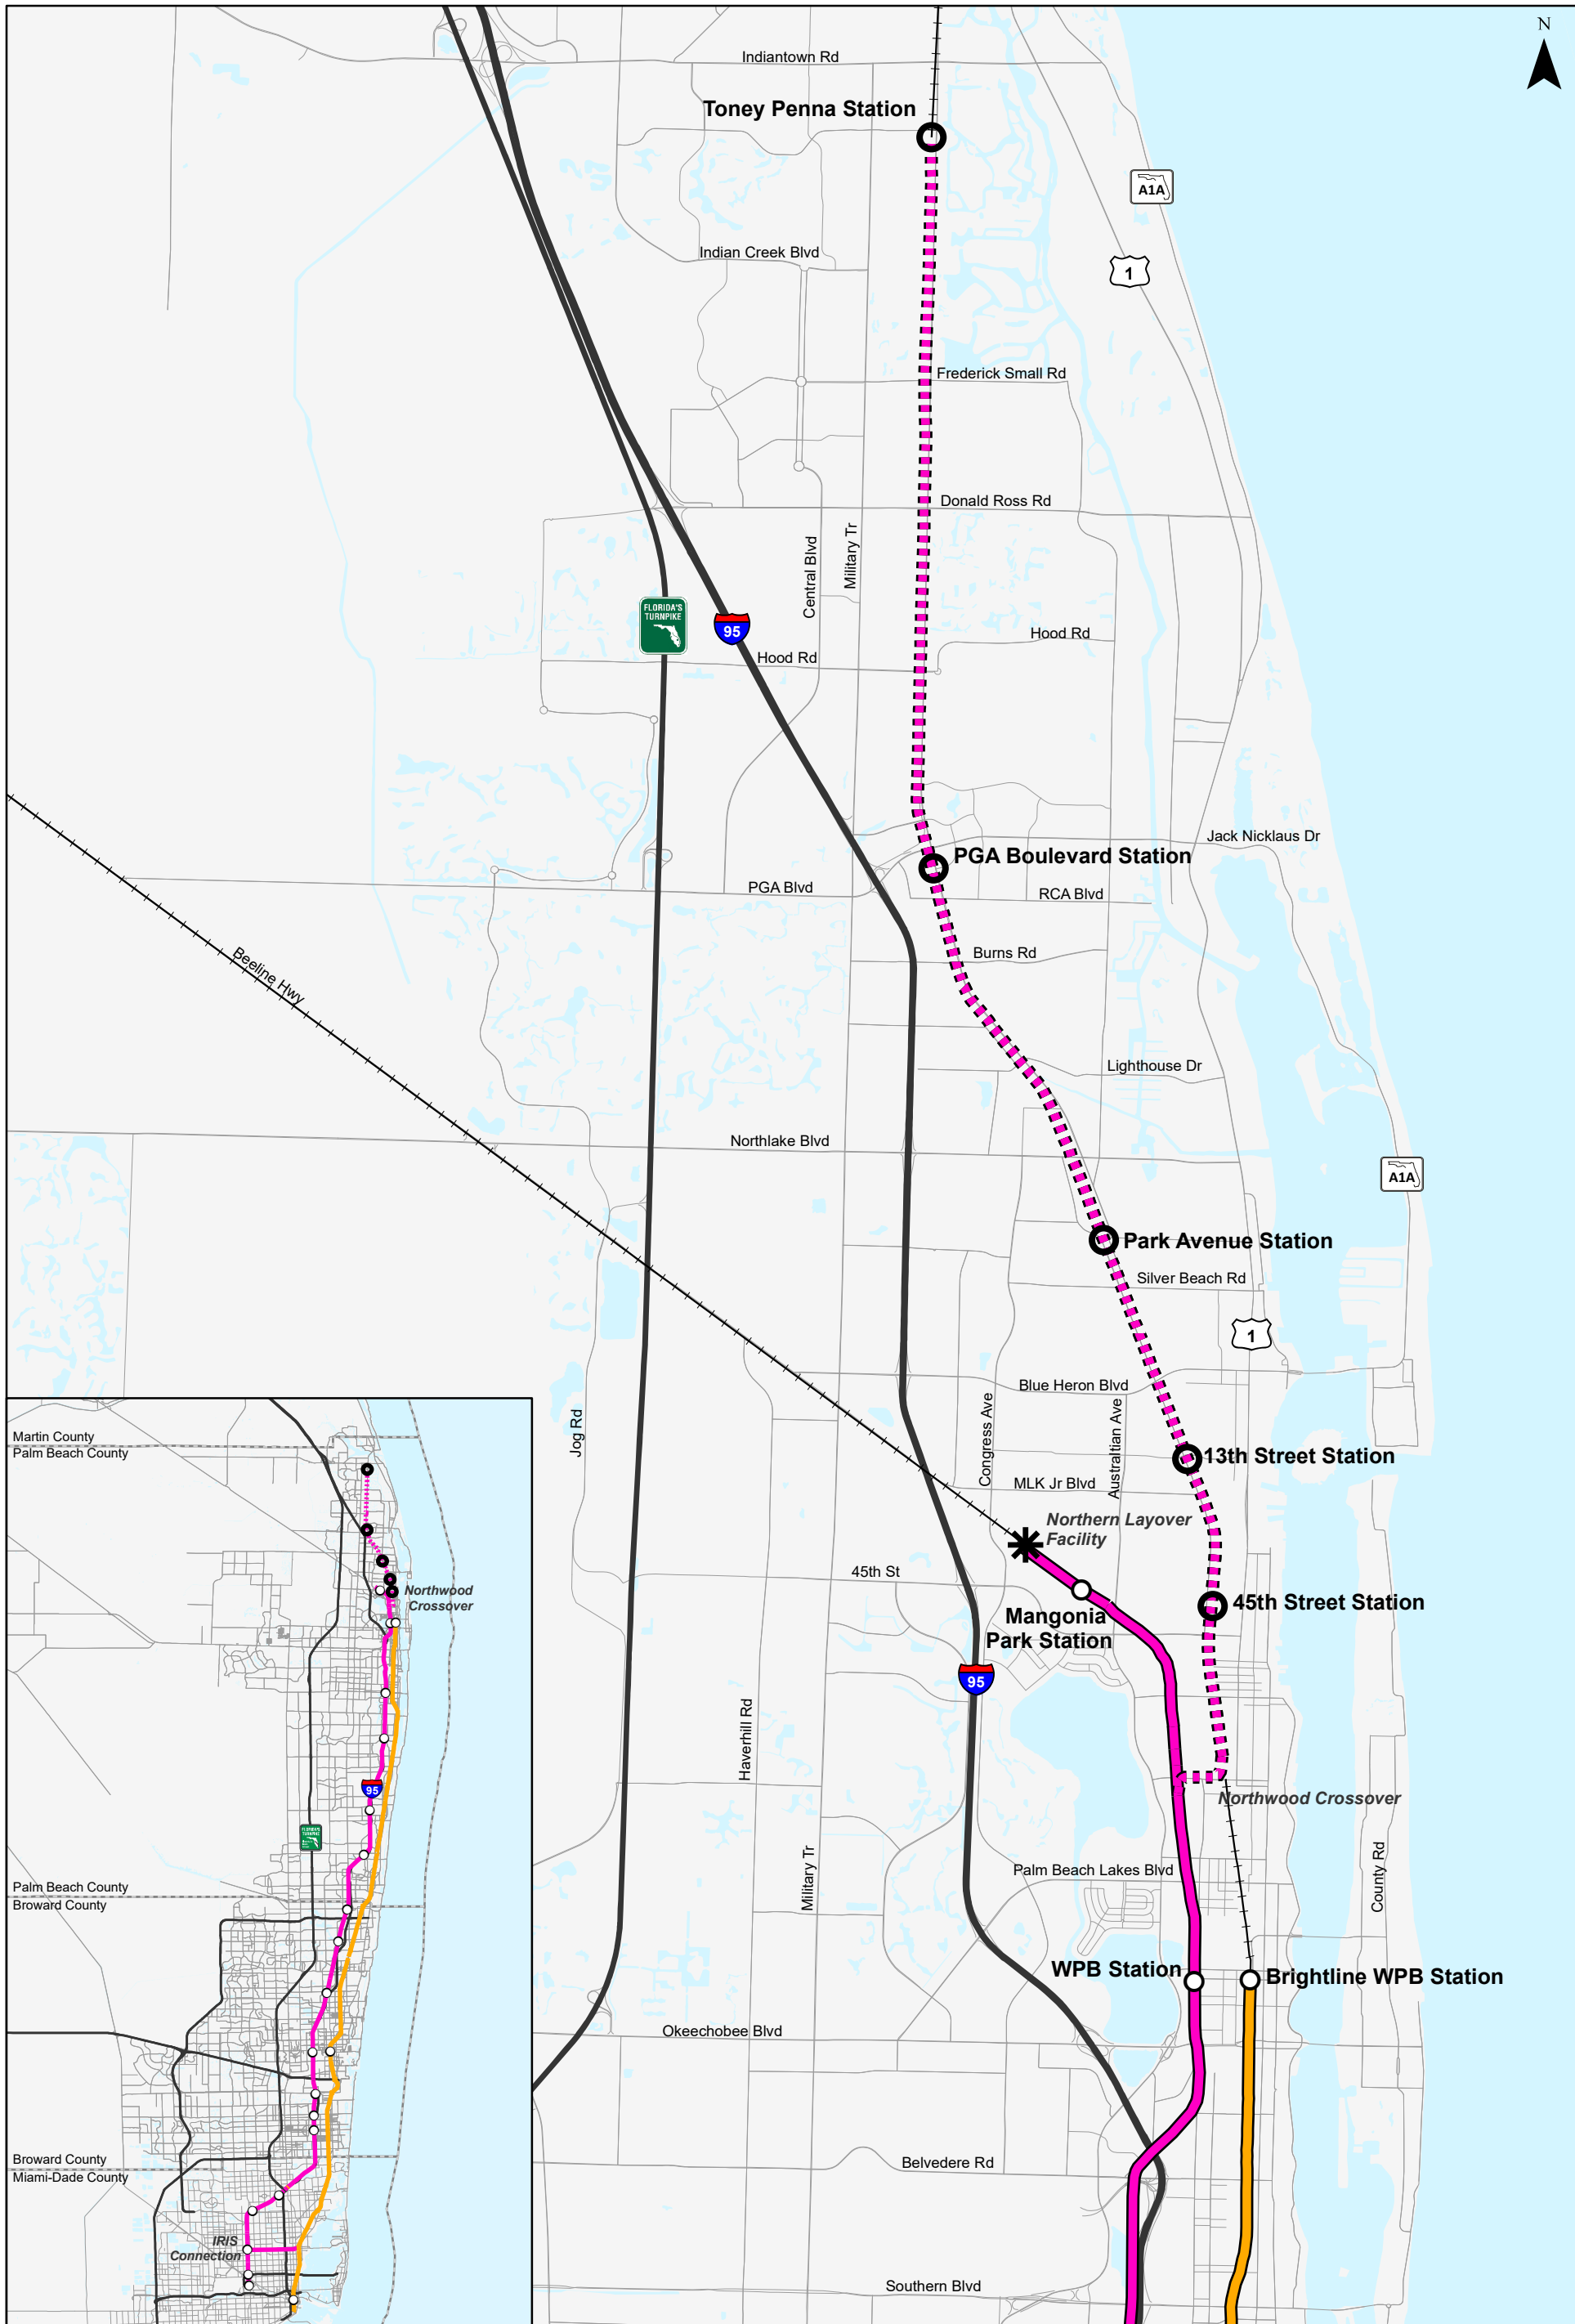 N
Indiantown Rd
Toney Penna Station
A1A
Indian Creek Blvd
1
Frederick Small Rd
Donald Ross Rd
Central Blvd
Military Tr
FLORIDA'S
TURNPIKE
95
Hood Rd
Hood Rd
Jack Nicklaus Dr
PGA Boulevard Station
PGA Blvd
RCA Blvd
Burns Rd
Beeline Hwy
Lighthouse Dr
Northlake Blvd
A1A
Park Avenue Station
Silver Beach Rd
1
Blue Heron Blvd
Jog Rd
Congress Ave
Australtian Ave
13th Street Station
MLK Jr Blvd
Northern Layover
Facility
45th St
Mangonia
Park Station
45th Street Station
95
Haverhill Rd
Northwood Crossover
Military Tr
Palm Beach Lakes Blvd
County Rd
WPB Station
Brightline WPB Station
Okeechobee Blvd
Belvedere Rd
Southern Blvd
Martin County
Palm Beach County
Northwood
Crossover
95
FLORIDA'S
TURNPIKE
Palm Beach County
Broward County
Broward County
Miami-Dade County
IRIS
Connection